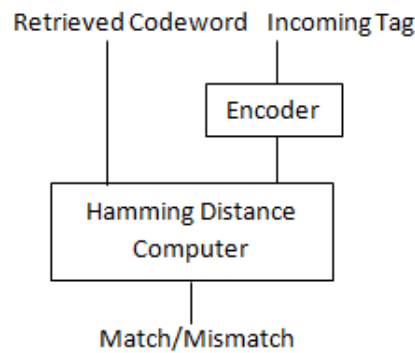 Retrieved Codeword
Incoming Tag
Encoder
Hamming Distance
Computer
Match/Mismatch